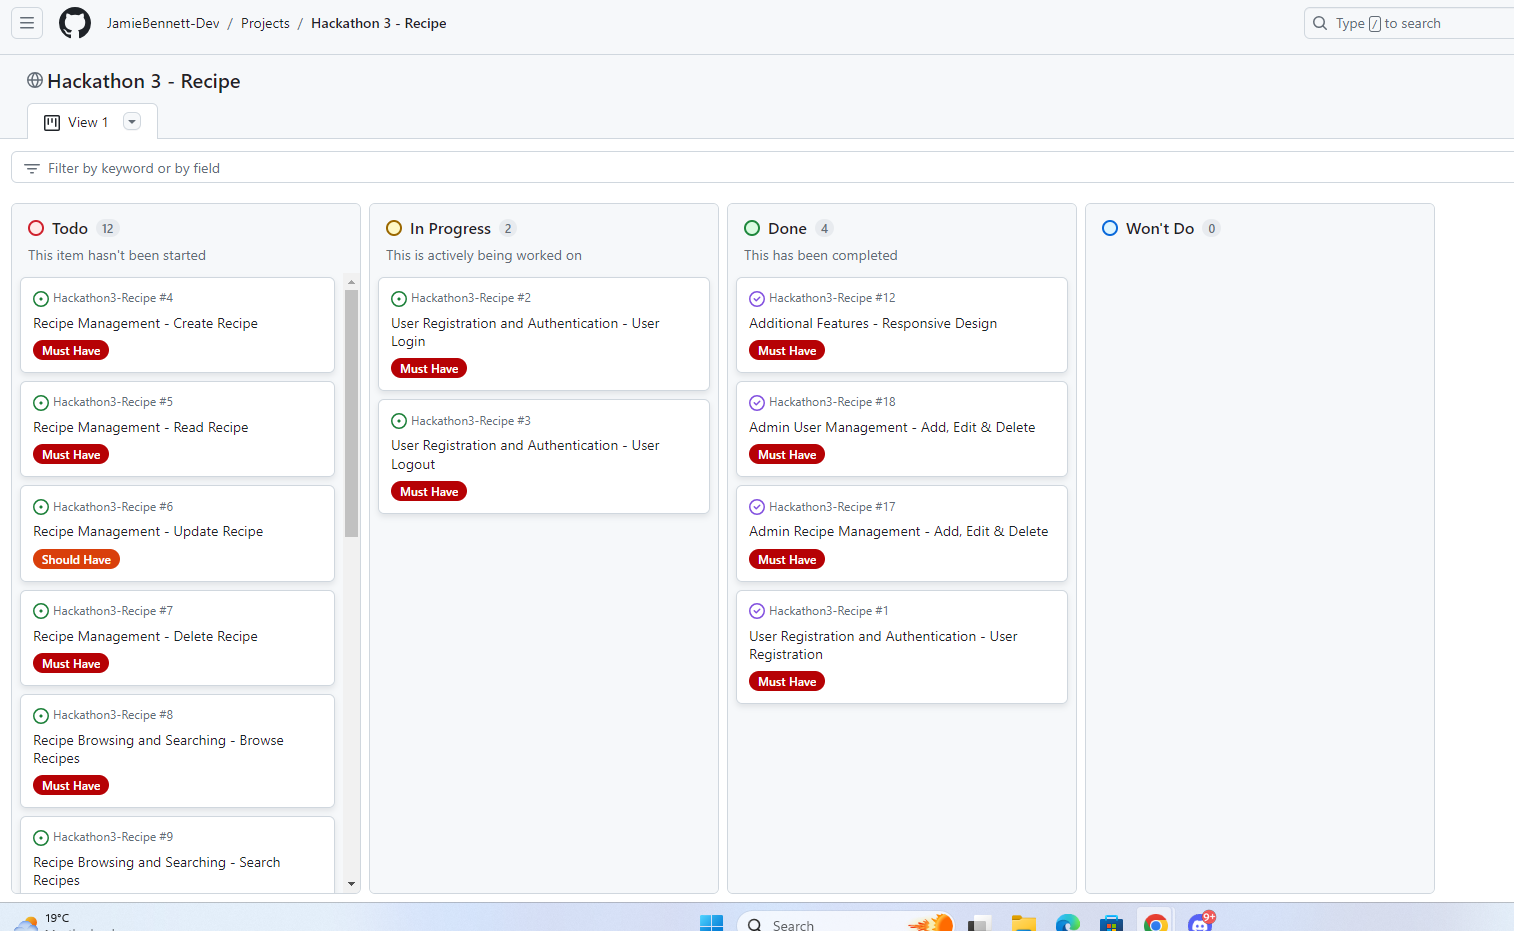 JamieBennett-Dev / Projects / Hackathon 3 - Recipe
Type / to search
Hackathon 3 - Recipe
View 1
Filter by keyword or by field
Todo 12
This item hasn't been started
Hackathon3-Recipe #4
Recipe Management - Create Recipe
Must Have
Hackathon3-Recipe #5
Recipe Management - Read Recipe
Must Have
Hackathon3-Recipe #6
Recipe Management - Update Recipe
Should Have
Hackathon3-Recipe #7
Recipe Management - Delete Recipe
Must Have
Hackathon3-Recipe #8
Recipe Browsing and Searching - Browse
Recipes
Must Have
Hackathon3-Recipe #9
Recipe Browsing and Searching - Search
Recipes
In Progress 2
This is actively being worked on
Hackathon3-Recipe #2
User Registration and Authentication - User
Login
Must Have
Hackathon3-Recipe #3
User Registration and Authentication - User
Logout
Must Have
Done 4
This has been completed
Hackathon3-Recipe #12
Additional Features - Responsive Design
Must Have
Hackathon3-Recipe #18
Admin User Management - Add, Edit & Delete
Must Have
Hackathon3-Recipe #17
Admin Recipe Management - Add, Edit & Delete
Must Have
Hackathon3-Recipe #1
User Registration and Authentication - User
Registration
Must Have
Won't Do 0
19°C
Search
9+